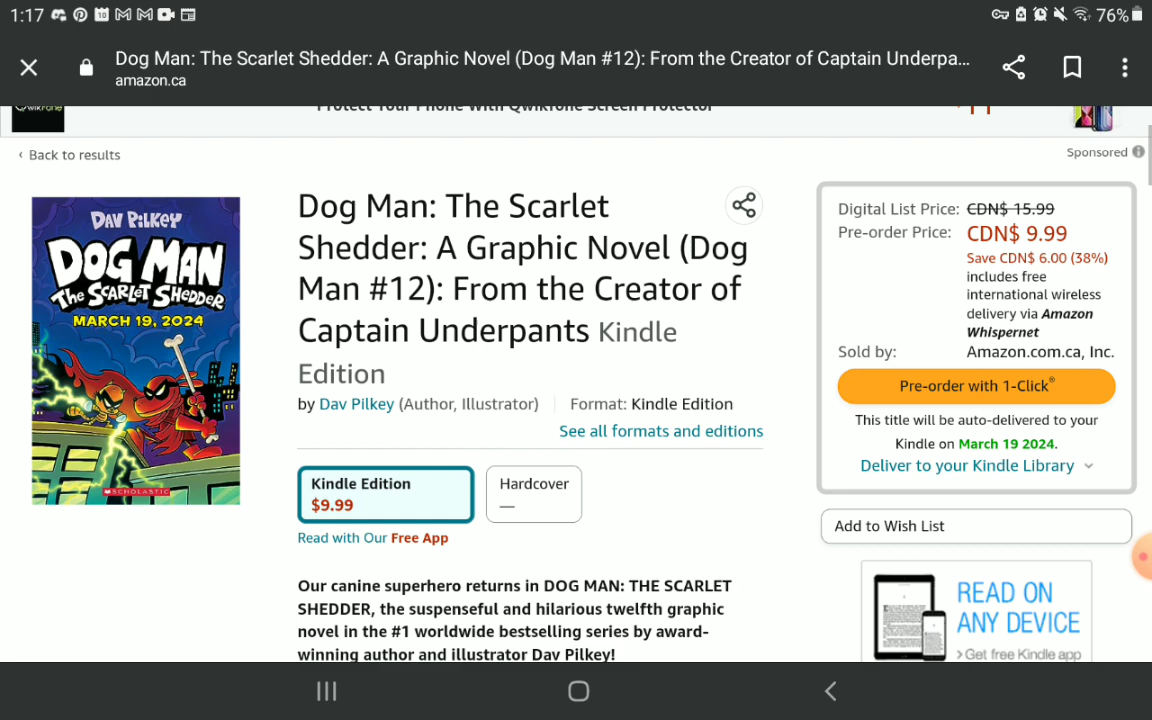 1:17
76%
Dog Man: The Scarlet Shedder: A Graphic Novel (Dog Man #12): From the Creator of Captain Underpa...
amazon.ca
Protect Your Phone With QwikFone Screen Protector
‹ Back to results
Sponsored
DAV PILKEY
DOG MAN
THE SCARLET SHEDDER
MARCH 19, 2024
SCHOLASTIC
Dog Man: The Scarlet
Shedder: A Graphic Novel (Dog
Man #12): From the Creator of
Captain Underpants Kindle
Edition
by Dav Pilkey (Author, Illustrator) Format: Kindle Edition
See all formats and editions
Kindle Edition
$9.99
Hardcover
—
Read with Our Free App
Our canine superhero returns in DOG MAN: THE SCARLET
SHEDDER, the suspenseful and hilarious twelfth graphic
novel in the #1 worldwide bestselling series by award-
winning author and illustrator Dav Pilkey!
Digital List Price: CDN$ 15.99
Pre-order Price: CDN$ 9.99
Save CDN$ 6.00 (38%)
includes free
international wireless
delivery via Amazon
Whispernet
Sold by: Amazon.com.ca, Inc.
Pre-order with 1-Click®
This title will be auto-delivered to your
Kindle on March 19 2024.
Deliver to your Kindle Library
Add to Wish List
READ ON
ANY DEVICE
› Get free Kindle app